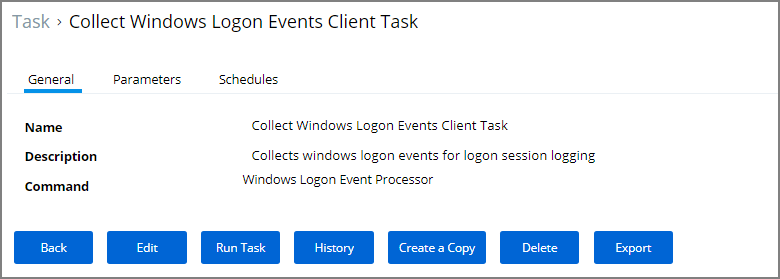 Task › Collect Windows Logon Events Client Task
General Parameters Schedules
Name Collect Windows Logon Events Client Task
Description Collects windows logon events for logon session logging
Command Windows Logon Event Processor
Back Edit Run Task History Create a Copy Delete Export